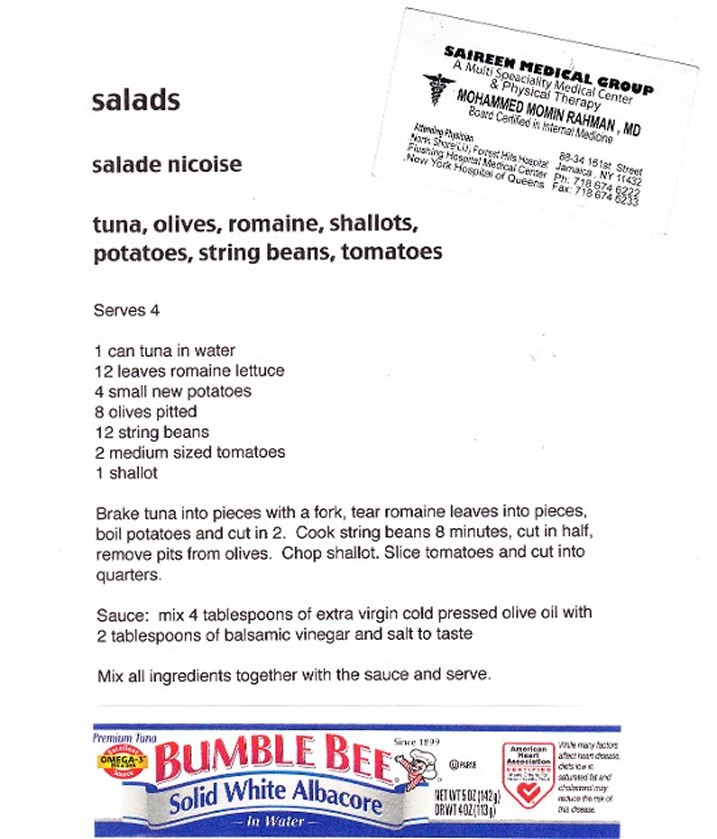 SAIREEN MEDICAL GROUP
A Multi Speaciality Medical Center
& Physical Therapy
MOHAMMED MOMIN RAHMAN, MD
Board Certified in Internal Medicine
Attending Physician
North Shore LIJ, Forrest Hills Hospital
Flushing Hospital Medical Center
New York Hospital of Queens
88-34 161st Street
Jamaica, NY 11432
Ph: 718 674 6222
Fax: 718 674 6233
salads
salade nicoise
tuna, olives, romaine, shallots,
potatoes, string beans, tomatoes
Serves 4
1 can tuna in water
12 leaves romaine lettuce
4 small new potatoes
8 olives pitted
12 string beans
2 medium sized tomatoes
1 shallot
Brake tuna into pieces with a fork, tear romaine leaves into pieces,
boil potatoes and cut in 2. Cook string beans 8 minutes, cut in half,
remove pits from olives. Chop shallot. Slice tomatoes and cut into
quarters.
Sauce: mix 4 tablespoons of extra virgin cold pressed olive oil with
2 tablespoons of balsamic vinegar and salt to taste
Mix all ingredients together with the sauce and serve.
Premium Tuna
Excellent
OMEGA-3
Source
BUMBLE BEE
Solid White Albacore
In Water
Since 1899
NET WT 5 OZ (142g)
DR WT 4 OZ (113g)
American
Heart
Association
CERTIFIED
While many factors
affect heart disease,
diets low in
saturated fat and
cholesterol may
reduce the risk of
this disease.